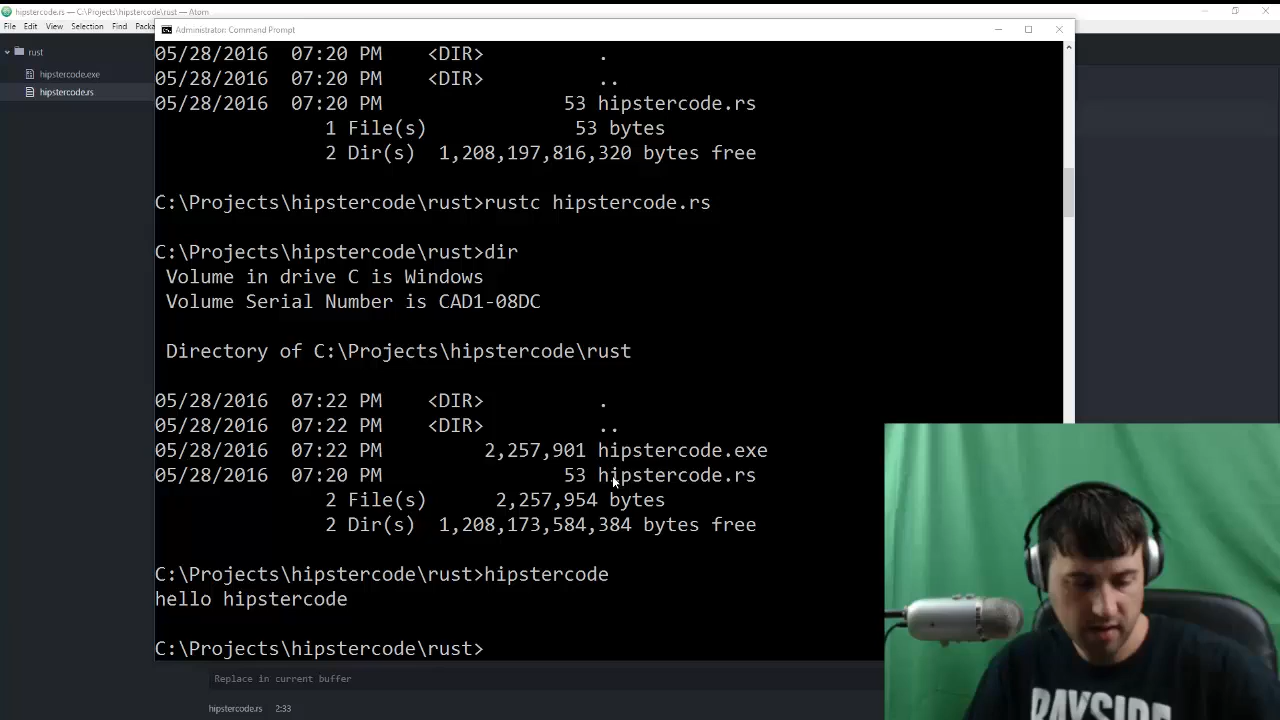 hipstercode.rs — C:\Projects\hipstercode\rust — Atom
File Edit View Selection Find
rust
hipstercode.exe
hipstercode.rs
Administrator: Command Prompt
05/28/2016 07:20 PM <DIR> .
05/28/2016 07:20 PM <DIR> ..
05/28/2016 07:20 PM 53 hipstercode.rs
1 File(s) 53 bytes
2 Dir(s) 1,208,197,816,320 bytes free
C:\Projects\hipstercode\rust>rustc hipstercode.rs
C:\Projects\hipstercode\rust>dir
Volume in drive C is Windows
Volume Serial Number is CAD1-08DC
Directory of C:\Projects\hipstercode\rust
05/28/2016 07:22 PM <DIR> .
05/28/2016 07:22 PM <DIR> ..
05/28/2016 07:22 PM 2,257,901 hipstercode.exe
05/28/2016 07:20 PM 53 hipstercode.rs
2 File(s) 2,257,954 bytes
2 Dir(s) 1,208,173,584,384 bytes free
C:\Projects\hipstercode\rust>hipstercode
hello hipstercode
C:\Projects\hipstercode\rust>
Replace in current buffer
hipstercode.rs 2:33
BAYSIDE